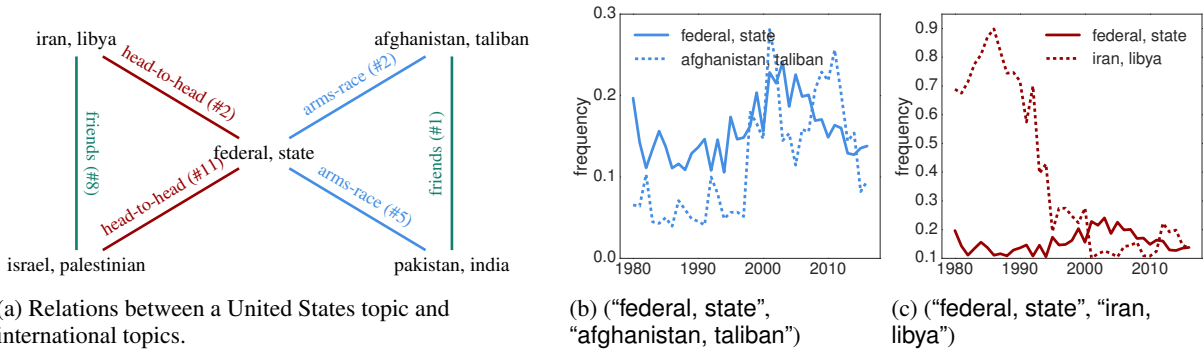 iran, libya
afghanistan, taliban
head-to-head (#2)
arms-race (#2)
friends (#8)
friends (#1)
federal, state
head-to-head (#11)
arms-race (#5)
israel, palestinian
pakistan, india
(a) Relations between a United States topic and
international topics.
0.3
0.2
0.1
0.0
frequency
federal, state
afghanistan, taliban
1980 1990 2000 2010
(b) (“federal, state”,
“afghanistan, taliban”)
0.9
0.8
0.7
0.6
0.5
0.4
0.3
0.2
0.1
frequency
federal, state
iran, libya
1980 1990 2000 2010
(c) (“federal, state”, “iran,
libya”)